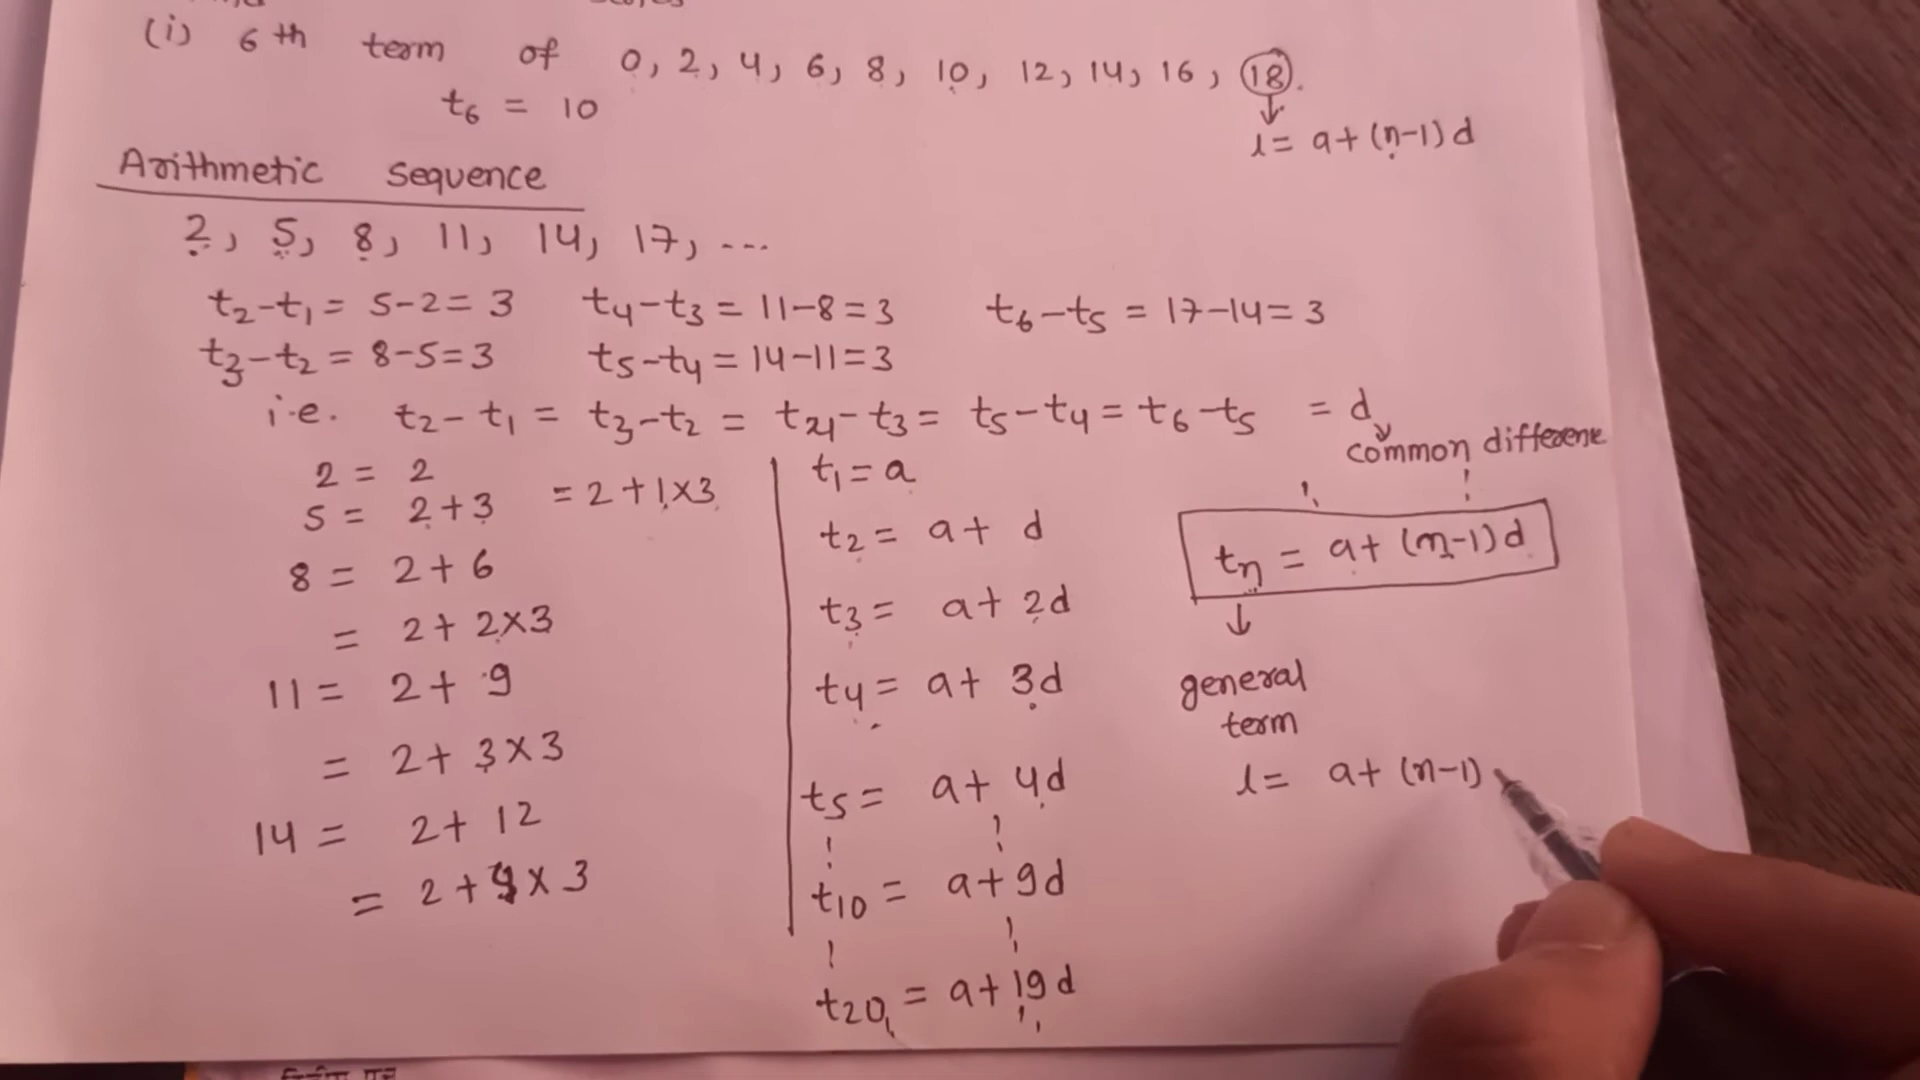 (i) 6th term of 0, 2, 4, 6, 8, 10, 12, 14, 16, 18.
t6 = 10
l = a+(n-1)d
Arithmetic sequence
2, 5, 8, 11, 14, 17, ...
t2-t1 = 5-2 = 3 t4-t3 = 11-8 = 3 t6-t5 = 17-14 = 3
t3-t2 = 8-5 = 3 t5-t4 = 14-11 = 3
i.e. t2-t1 = t3-t2 = t4-t3 = t5-t4 = t6-t5 = d
common difference
2 = 2
5 = 2+3 = 2+1×3
8 = 2+6
= 2+2×3
11 = 2+9
= 2+3×3
14 = 2+12
= 2+4×3
t1 = a
t2 = a+ d
t3 = a+ 2d
t4 = a+ 3d
t5 = a+ 4d
t10 = a+9d
t20 = a+19d
tn = a+(n-1)d
general
term
l = a+(n-1)